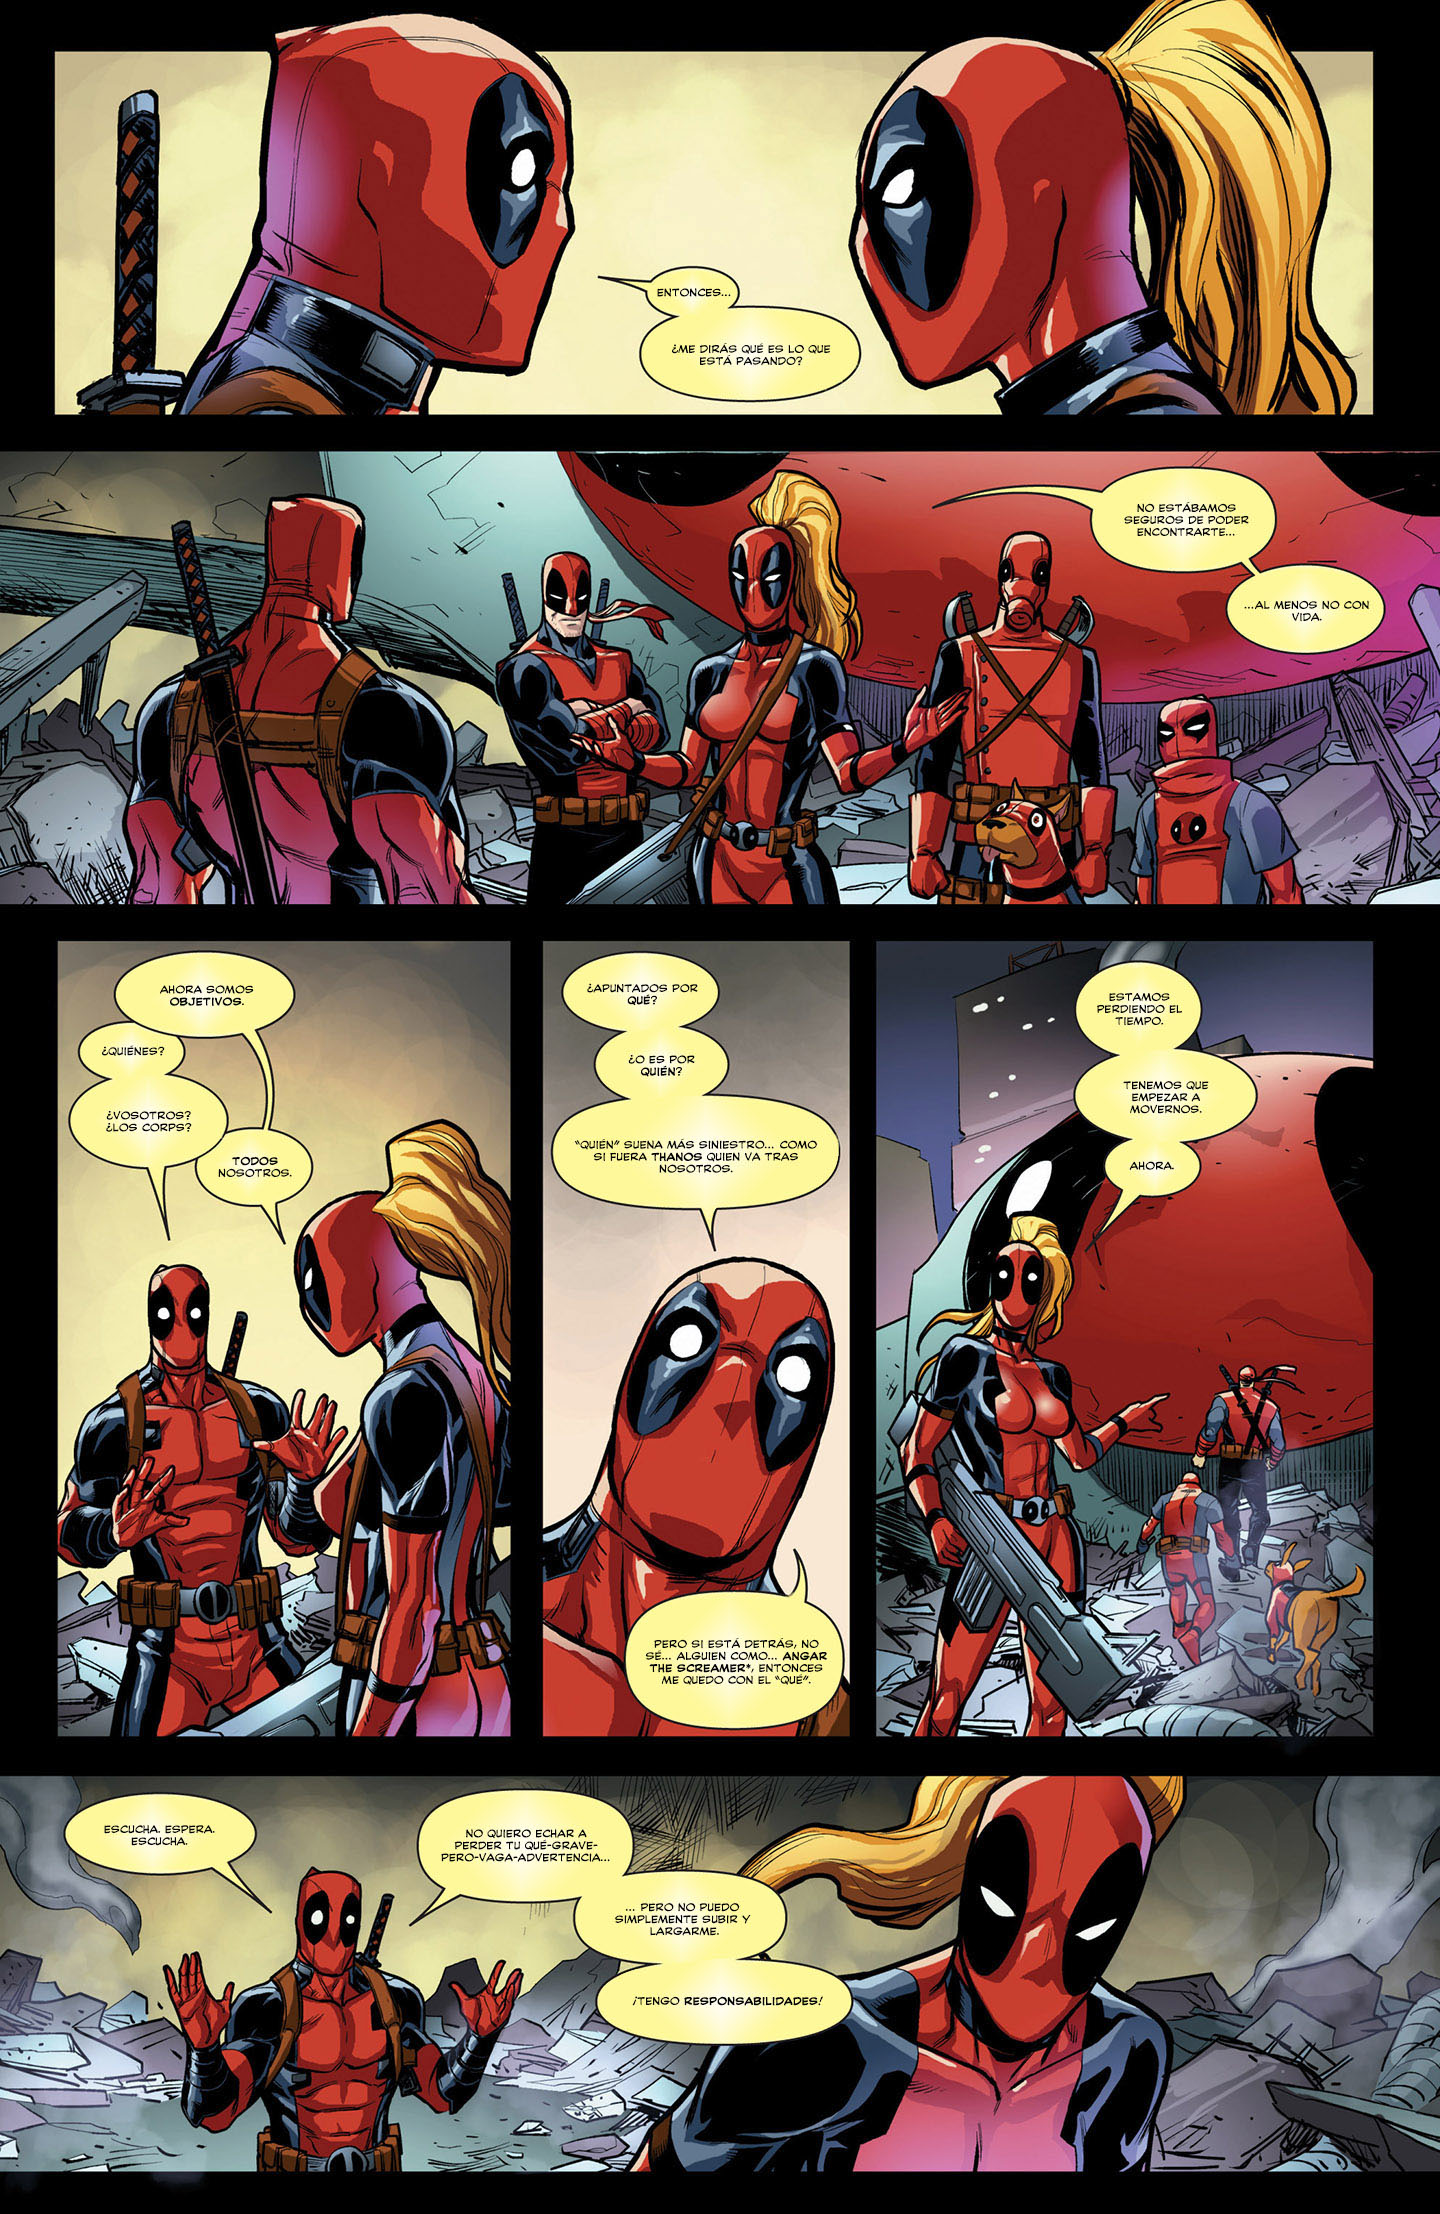 ENTONCES...
¿ME DIRÁS QUÉ ES LO QUE
ESTÁ PASANDO?
NO ESTÁBAMOS
SEGUROS DE PODER
ENCONTRARTE...
...AL MENOS NO CON
VIDA.
AHORA SOMOS
OBJETIVOS.
¿QUIÉNES?
¿VOSOTROS?
¿LOS CORPS?
TODOS
NOSOTROS.
¿APUNTADOS POR
QUÉ?
¿O ES POR
QUIÉN?
"QUIÉN" SUENA MÁS SINIESTRO... COMO
SI FUERA THANOS QUIEN VA TRAS
NOSOTROS.
PERO SI ESTÁ DETRÁS, NO
SÉ... ALGUIEN COMO... ANGAR
THE SCREAMER*, ENTONCES
ME QUEDO CON EL "QUÉ".
ESTAMOS
PERDIENDO EL
TIEMPO.
TENEMOS QUE
EMPEZAR A
MOVERNOS.
AHORA.
ESCUCHA. ESPERA.
ESCUCHA.
NO QUIERO ECHAR A
PERDER TU QUÉ-GRAVE-
PERO-VAGA-ADVERTENCIA...
... PERO NO PUEDO
SIMPLEMENTE SUBIR Y
LARGARME.
¡TENGO RESPONSABILIDADES!